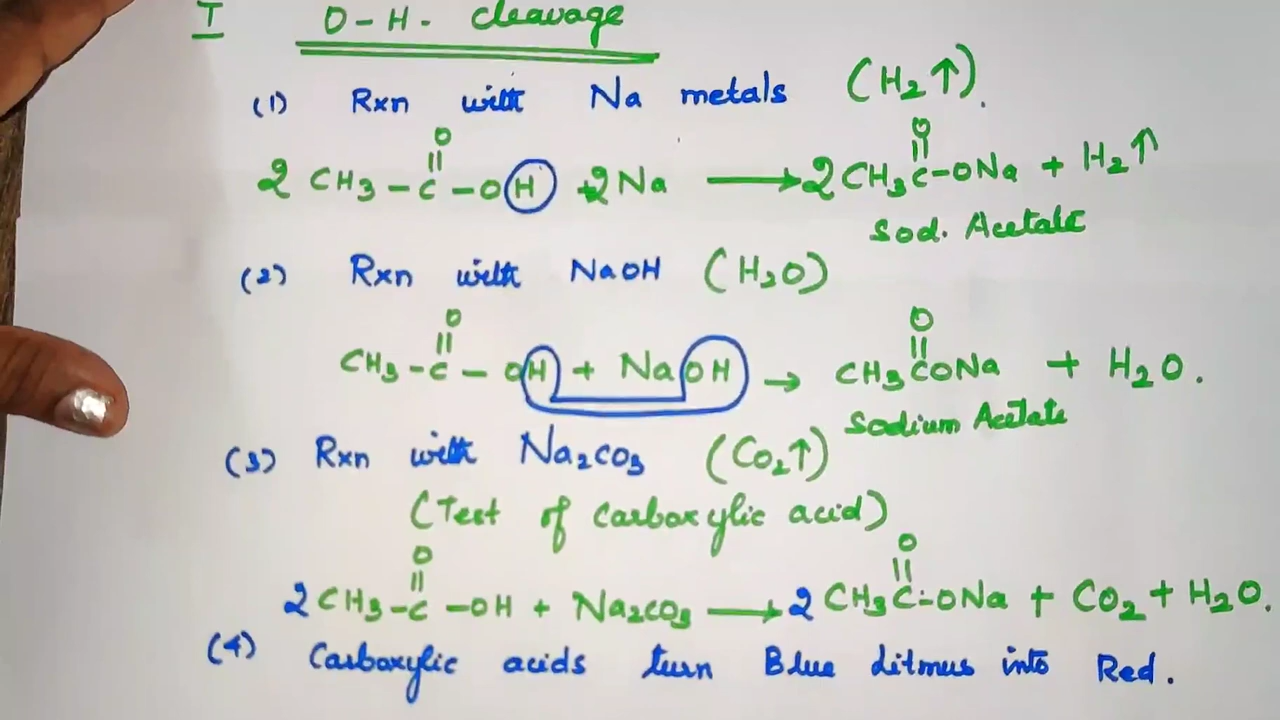 I O-H- cleavage
(1) Rxn with Na metals (H2↑).
O O
|| ||
2 CH3 - C - OH + 2Na ⟶ 2CH3C-ONa + H2↑
Sod. Acetate
(2) Rxn with NaOH (H2O)
O O
|| ||
CH3 - C - OH + NaOH → CH3CONa + H2O.
Sodium Acetate
(3) Rxn with Na2CO3 (CO2↑)
(Test of carboxylic acid)
O O
|| ||
2 CH3-C-OH + Na2CO3 ⟶ 2 CH3C-ONa + CO2 + H2O.
(4) Carboxylic acids turn Blue Litmus into Red.